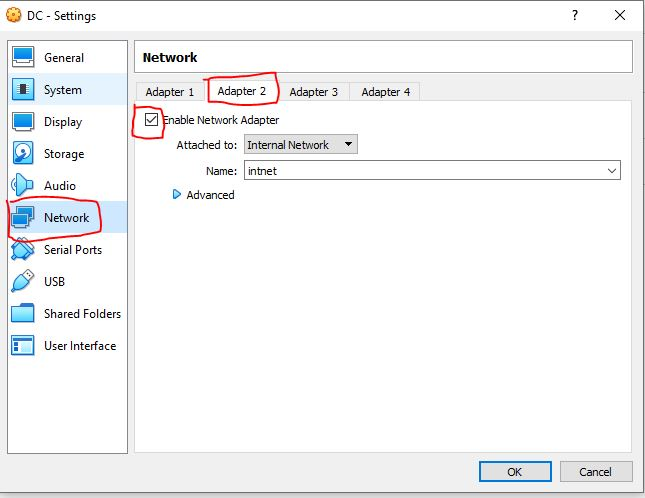 DC - Settings
General
System
Display
Storage
Audio
Network
Serial Ports
USB
Shared Folders
User Interface
Network
Adapter 1 Adapter 2 Adapter 3 Adapter 4
Enable Network Adapter
Attached to: Internal Network
Name: intnet
Advanced
OK Cancel